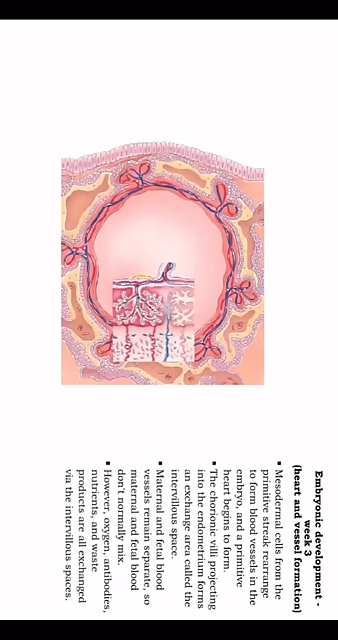 Embryonic development -
week 3
(heart and vessel formation)
▪ Mesodermal cells from the
primitive streak rearrange
to form blood vessels in the
embryo, and a primitive
heart begins to form.
▪ The chorionic villi projecting
into the endometrium forms
an exchange area called the
intervillous space.
▪ Maternal and fetal blood
vessels remain separate, so
maternal and fetal blood
don't normally mix.
▪ However, oxygen, antibodies,
nutrients, and waste
products are all exchanged
via the intervillous spaces.